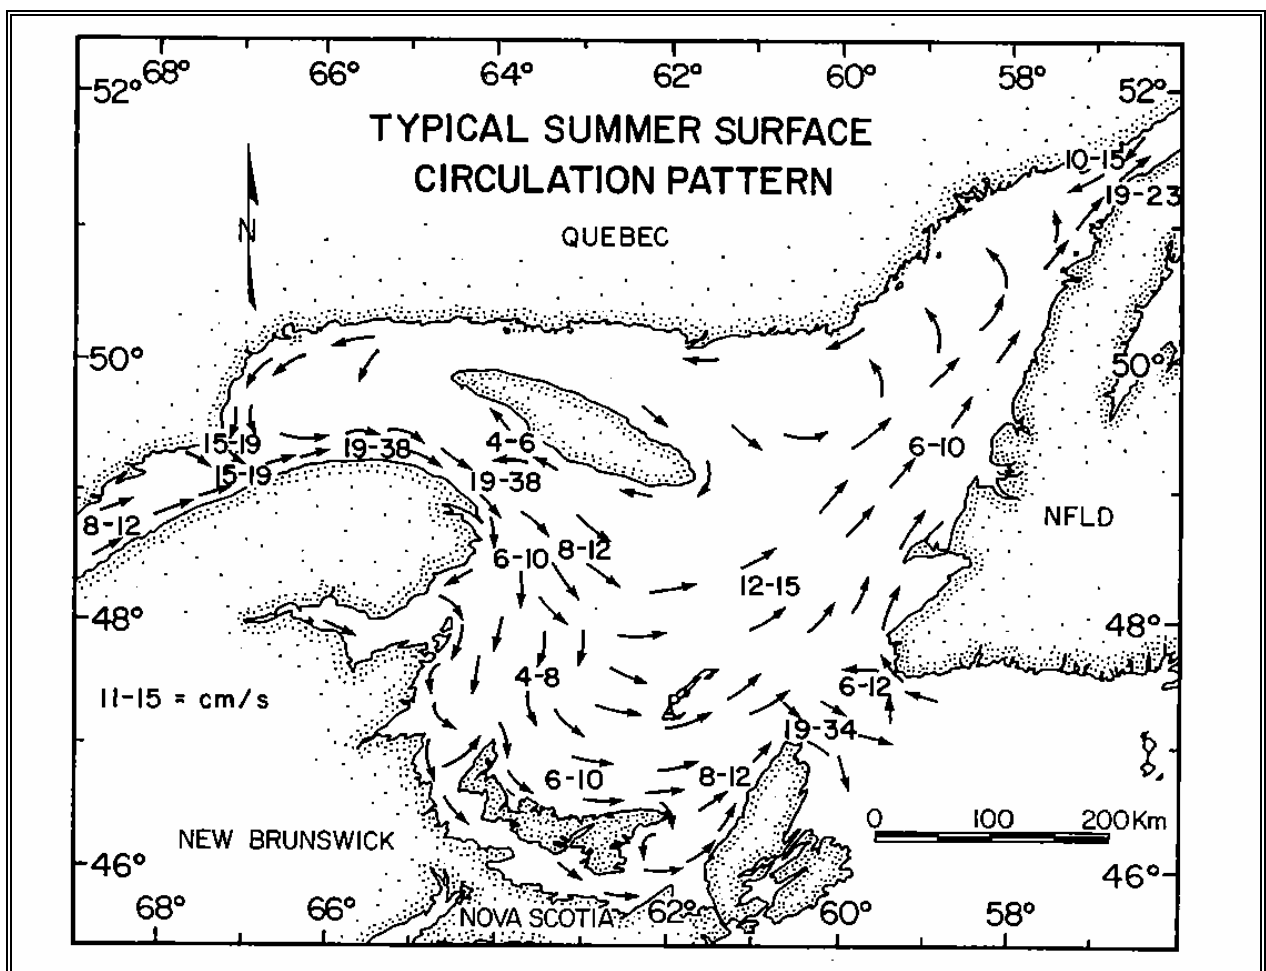 68° 66° 64° 62° 60° 58°
52° 52°
TYPICAL SUMMER SURFACE
CIRCULATION PATTERN
10-15
19-23
N
QUEBEC
50° 50°
15-19
19-38
4-6
6-10
15-19
19-38
8-12
NFLD
6-10
8-12
12-15
48° 48°
4-8
6-12
11-15 = cm/s
19-34
6-10
8-12
0 100 200Km
NEW BRUNSWICK
46° 46°
68° 66° NOVA SCOTIA 62° 60° 58°